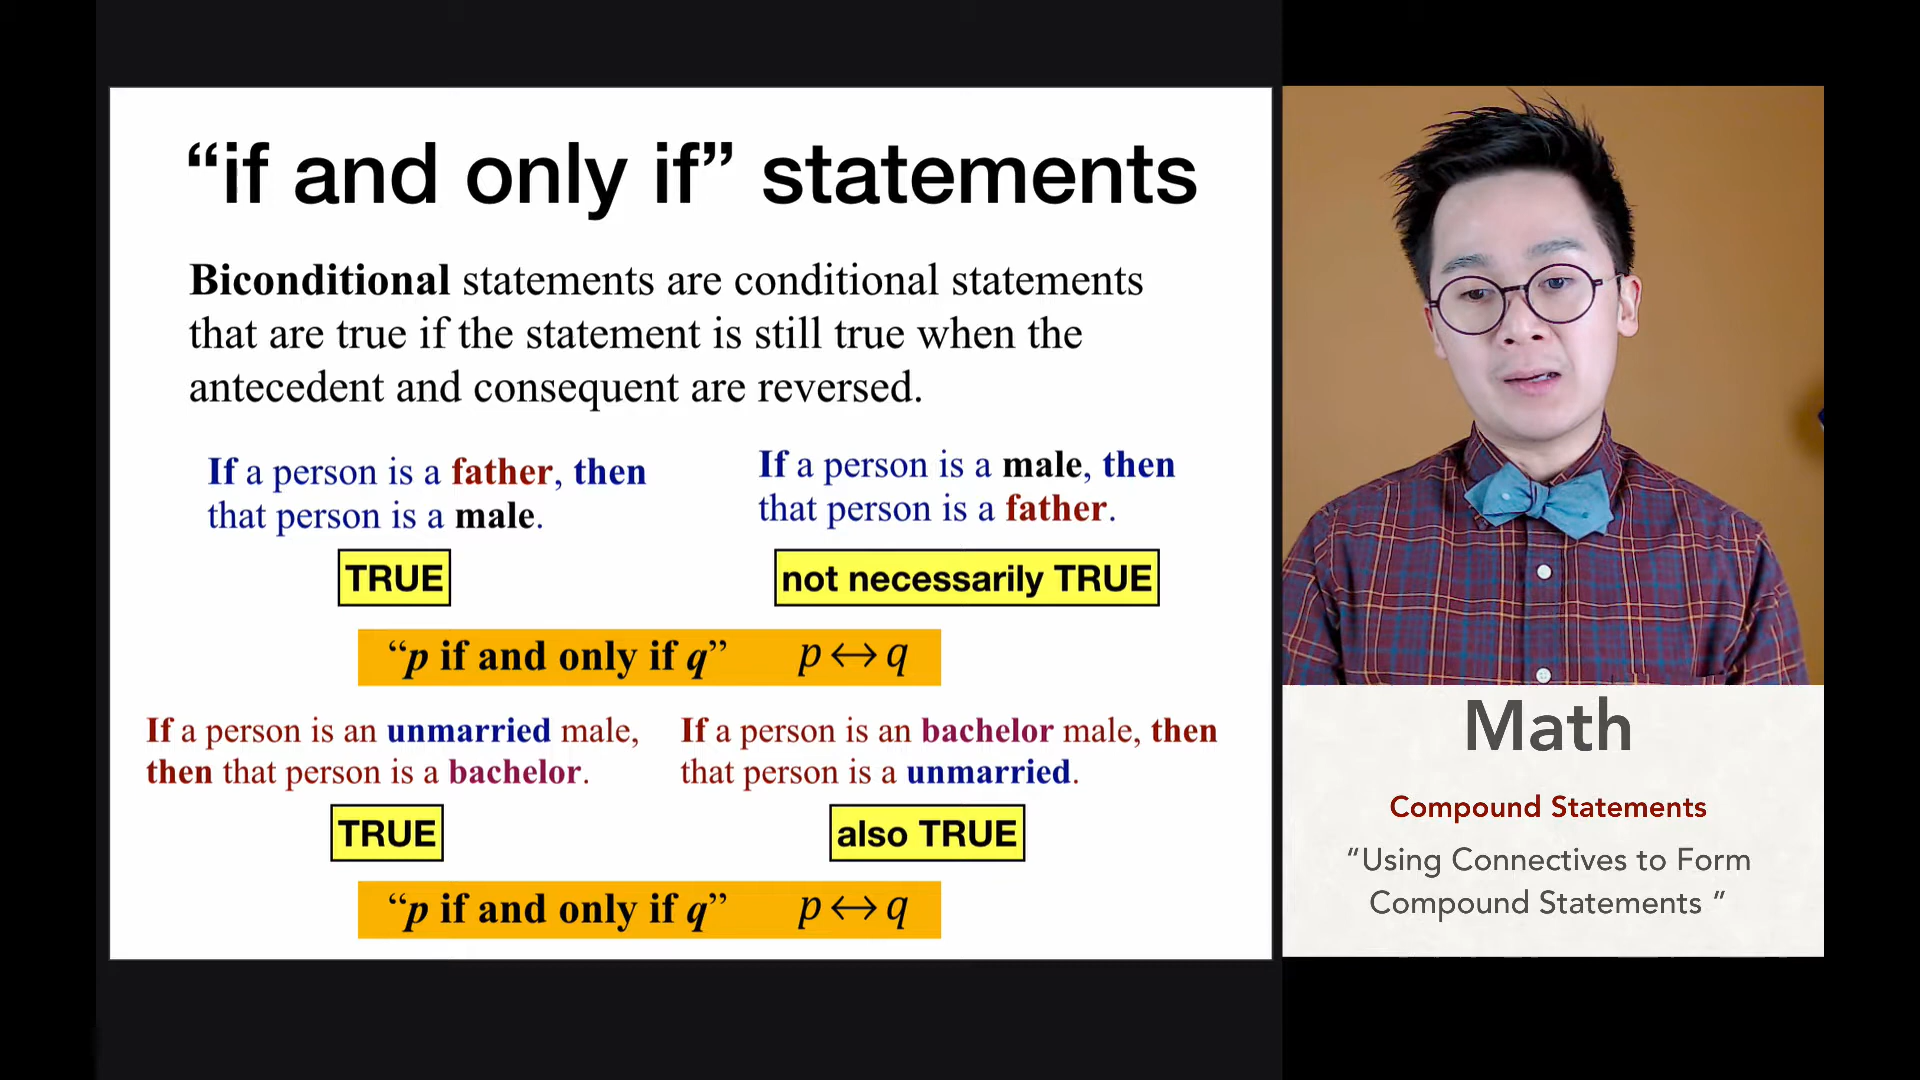 “if and only if” statements
Biconditional statements are conditional statements
that are true if the statement is still true when the
antecedent and consequent are reversed.
If a person is a father, then
that person is a male.
TRUE
If a person is a male, then
that person is a father.
not necessarily TRUE
“p if and only if q” p↔q
If a person is an unmarried male,
then that person is a bachelor.
TRUE
If a person is an bachelor male, then
that person is a unmarried.
also TRUE
“p if and only if q” p↔q
Math
Compound Statements
“Using Connectives to Form
Compound Statements ”